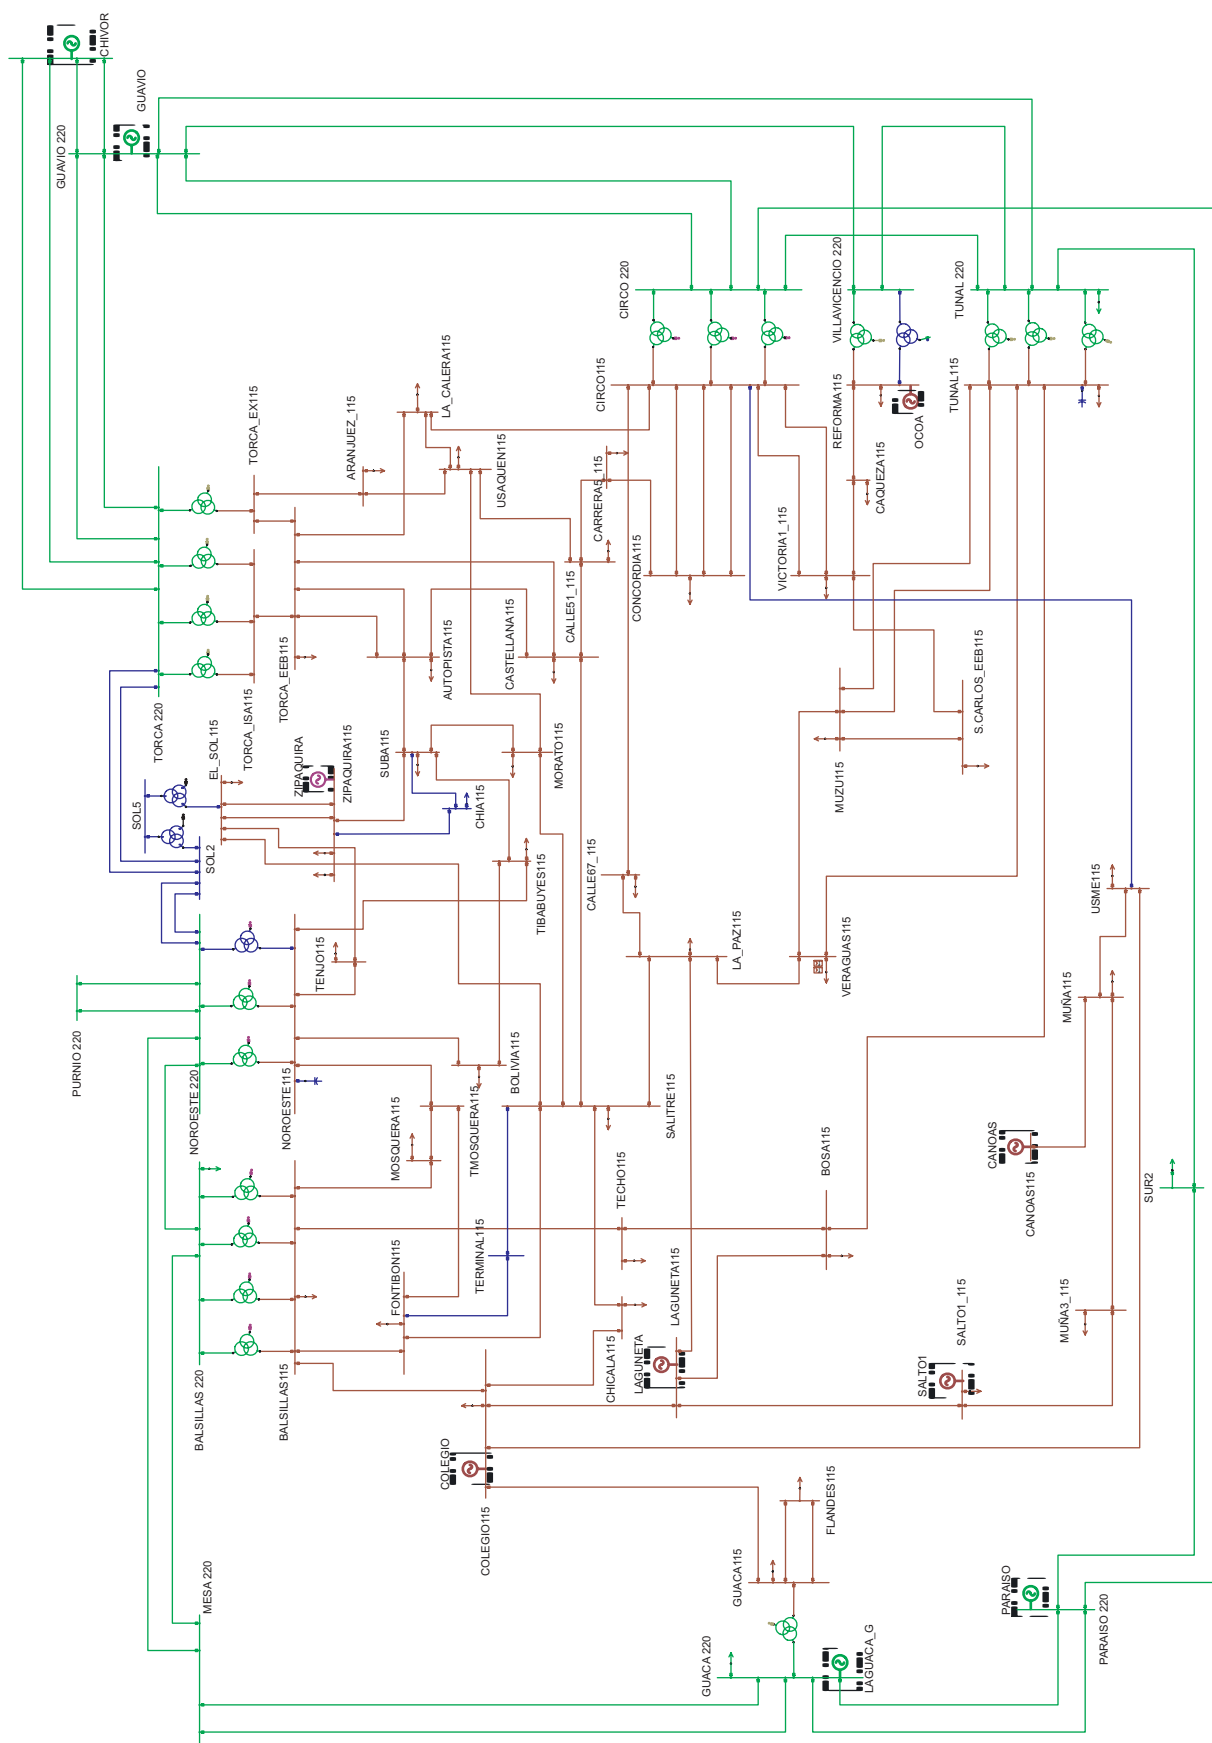 CHIVOR
GUAVIO
GUAVIO 220
CIRCO 220
VILLAVICENCIO 220
TUNAL 220
LA_CALERA115
CIRCO115
REFORMA115
OCOA
TUNAL115
TORCA_EX115
ARANJUEZ_115
USAQUEN115
CARRERA5_115
CAQUEZA115
TORCA 220
TORCA_ISA115
TORCA_EEB115
AUTOPISTA115
CASTELLANA115
CALLE51_115
CONCORDIA115
VICTORIA1_115
S.CARLOS_EEB115
MUZU115
SOL5
EL_SOL115
ZIPAQUIRA
ZIPAQUIRA115
SUBA115
CHIA115
MORATO115
SOL2
TIBABUYES115
CALLE67_115
USME115
PURNIO 220
NOROESTE 220
NOROESTE115
TENJO115
BOLIVIA115
LA_PAZ115
VERAGUAS115
MUÑA115
MOSQUERA115
TMOSQUERA115
SALITRE115
TECHO115
BOSA115
CANOAS
CANOAS115
SUR2
BALSILLAS 220
BALSILLAS115
FONTIBON115
TERMINAL115
CHICALA115
LAGUNETA
LAGUNETA115
SALTO1
SALTO1_115
MUÑA3_115
COLEGIO
COLEGIO115
FLANDES115
MESA 220
GUACA115
GUACA 220
LAGUACA_G
PARAISO
PARAISO 220